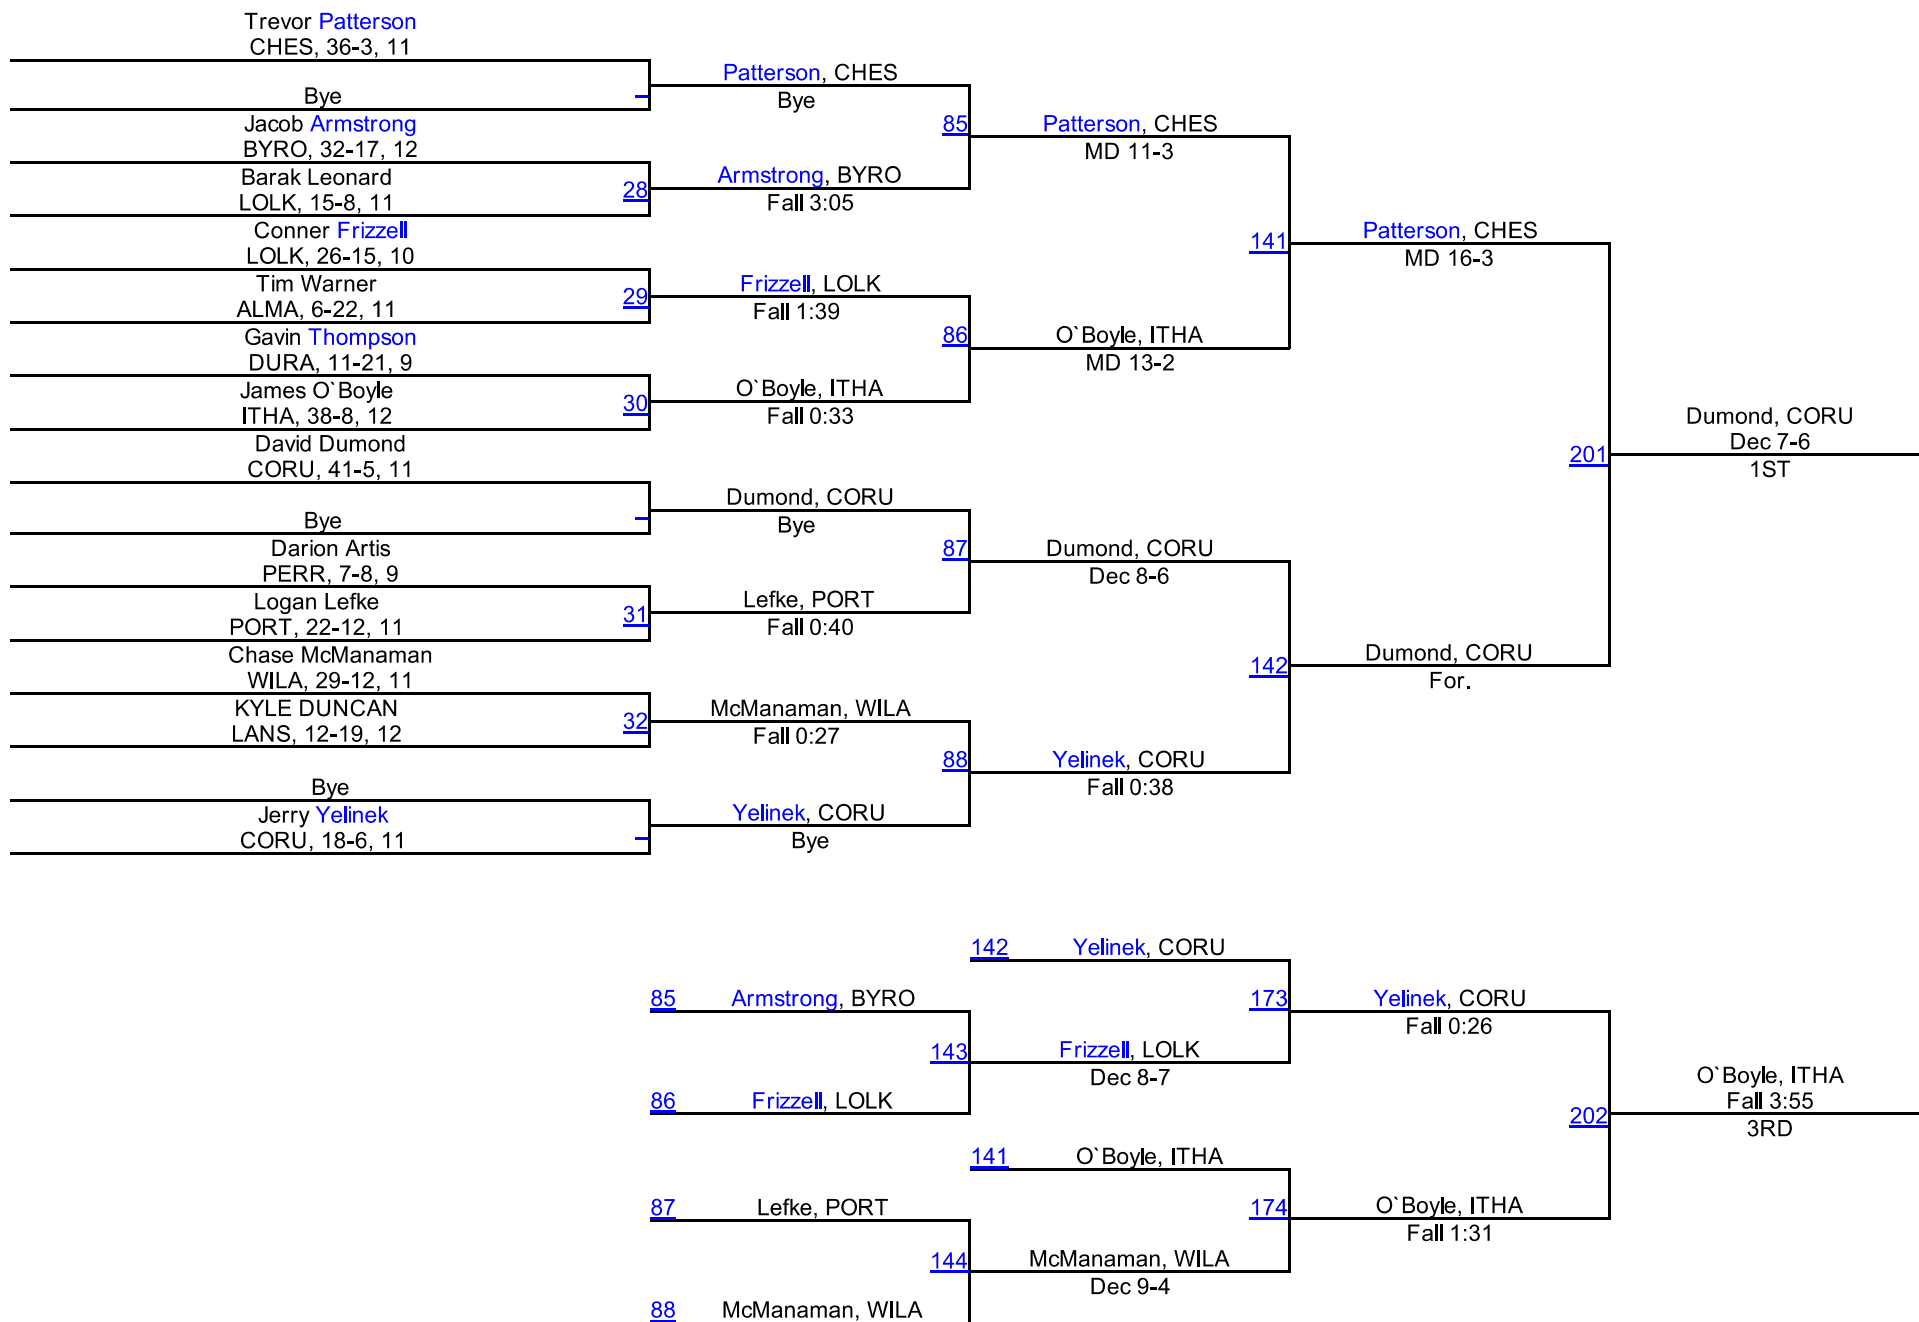 Trevor Patterson
CHES, 36-3, 11
Bye
Jacob Armstrong
BYRO, 32-17, 12
Barak Leonard
LOLK, 15-8, 11
Conner Frizzell
LOLK, 26-15, 10
Tim Warner
ALMA, 6-22, 11
Gavin Thompson
DURA, 11-21, 9
James O`Boyle
ITHA, 38-8, 12
David Dumond
CORU, 41-5, 11
Bye
Darion Artis
PERR, 7-8, 9
Logan Lefke
PORT, 22-12, 11
Chase McManaman
WILA, 29-12, 11
KYLE DUNCAN
LANS, 12-19, 12
Bye
Jerry Yelinek
CORU, 18-6, 11
28
29
30
31
32
Patterson, CHES
Bye
Armstrong, BYRO
Fall 3:05
Frizzell, LOLK
Fall 1:39
O`Boyle, ITHA
Fall 0:33
Dumond, CORU
Bye
Lefke, PORT
Fall 0:40
McManaman, WILA
Fall 0:27
Yelinek, CORU
Bye
85
86
87
88
Patterson, CHES
MD 11-3
O`Boyle, ITHA
MD 13-2
Dumond, CORU
Dec 8-6
Yelinek, CORU
Fall 0:38
141
142
Patterson, CHES
MD 16-3
Dumond, CORU
For.
201
Dumond, CORU
Dec 7-6
1ST
85 Armstrong, BYRO
86 Frizzell, LOLK
87 Lefke, PORT
88 McManaman, WILA
143
144
142 Yelinek, CORU
Frizzell, LOLK
Dec 8-7
141 O`Boyle, ITHA
McManaman, WILA
Dec 9-4
173
174
Yelinek, CORU
Fall 0:26
O`Boyle, ITHA
Fall 1:31
202
O`Boyle, ITHA
Fall 3:55
3RD